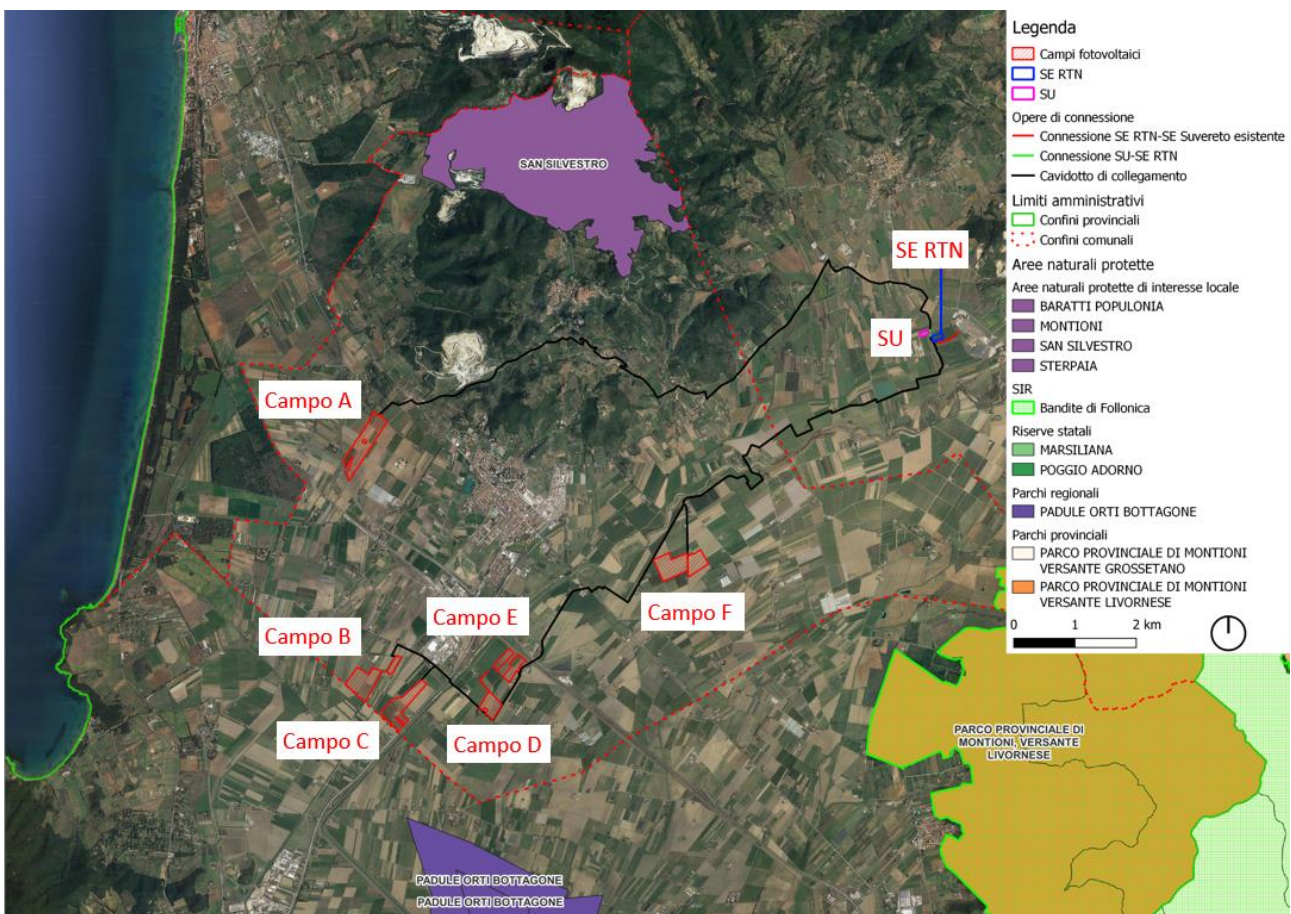 SAN SILVESTRO
SE RTN
SU
Campo A
Campo E
Campo F
Campo B
Campo C
Campo D
PARCO PROVINCIALE DI
MONTIONI, VERSANTE
LIVORNESE
PADULE ORTI BOTTAGONE
PADULE ORTI BOTTAGONE
Legenda
Campi fotovoltaici
SE RTN
SU
Opere di connessione
Connessione SE RTN-SE Suvereto esistente
Connessione SU-SE RTN
Cavidotto di collegamento
Limiti amministrativi
Confini provinciali
Confini comunali
Aree naturali protette
Aree naturali protette di interesse locale
BARATTI POPULONIA
MONTIONI
SAN SILVESTRO
STERPAIA
SIR
Bandite di Follonica
Riserve statali
MARSILIANA
POGGIO ADORNO
Parchi regionali
PADULE ORTI BOTTAGONE
Parchi provinciali
PARCO PROVINCIALE DI MONTIONI
VERSANTE GROSSETANO
PARCO PROVINCIALE DI MONTIONI
VERSANTE LIVORNESE
0 1 2 km